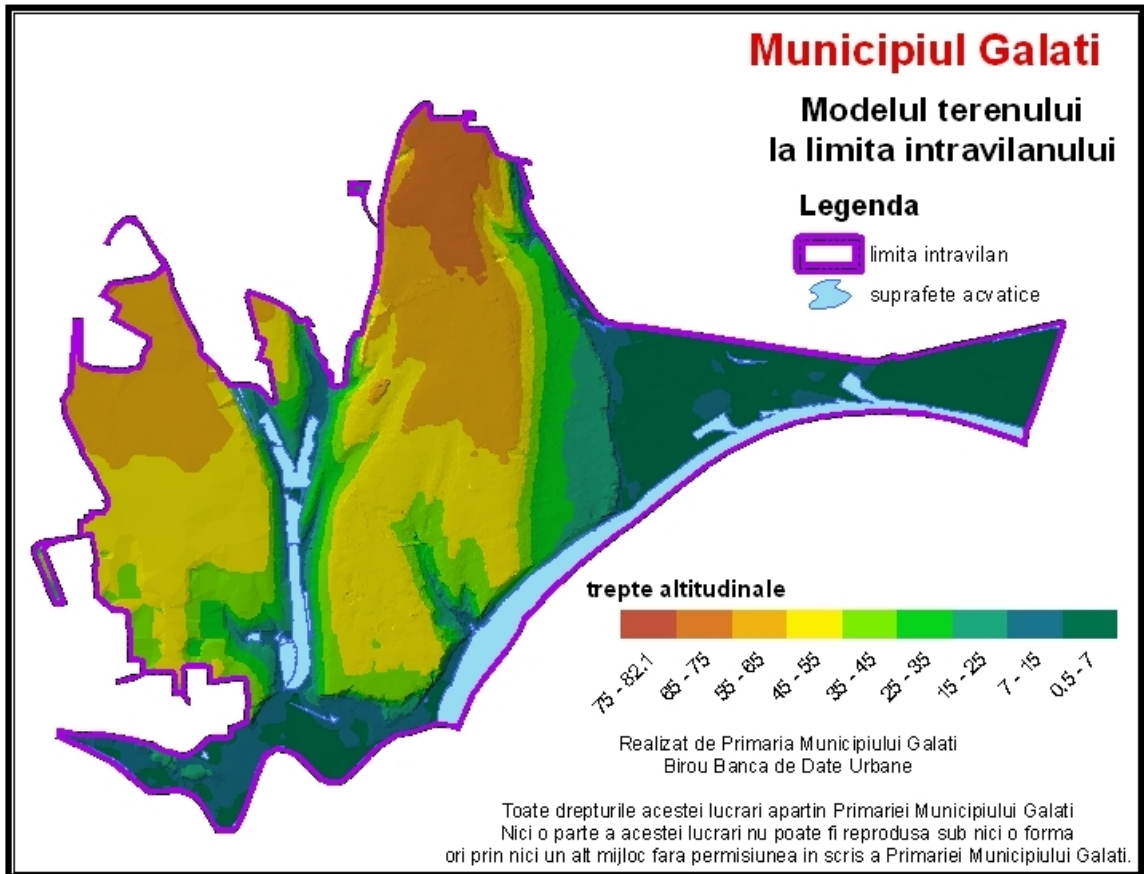 Municipiul Galati
Modelul terenului
la limita intravilanului
Legenda
limita intravilan
suprafete acvatice
trepte altitudinale
75 - 82.1
65 - 75
55 - 65
45 - 55
35 - 45
25 - 35
15 - 25
7 - 15
0.5 - 7
Realizat de Primaria Municipiului Galati
Birou Banca de Date Urbane
Toate drepturile acestei lucrari apartin Primariei Municipiului Galati
Nici o parte a acestei lucrari nu poate fi reprodusa sub nici o forma
ori prin nici un alt mijloc fara permisiunea in scris a Primariei Municipiului Galati.